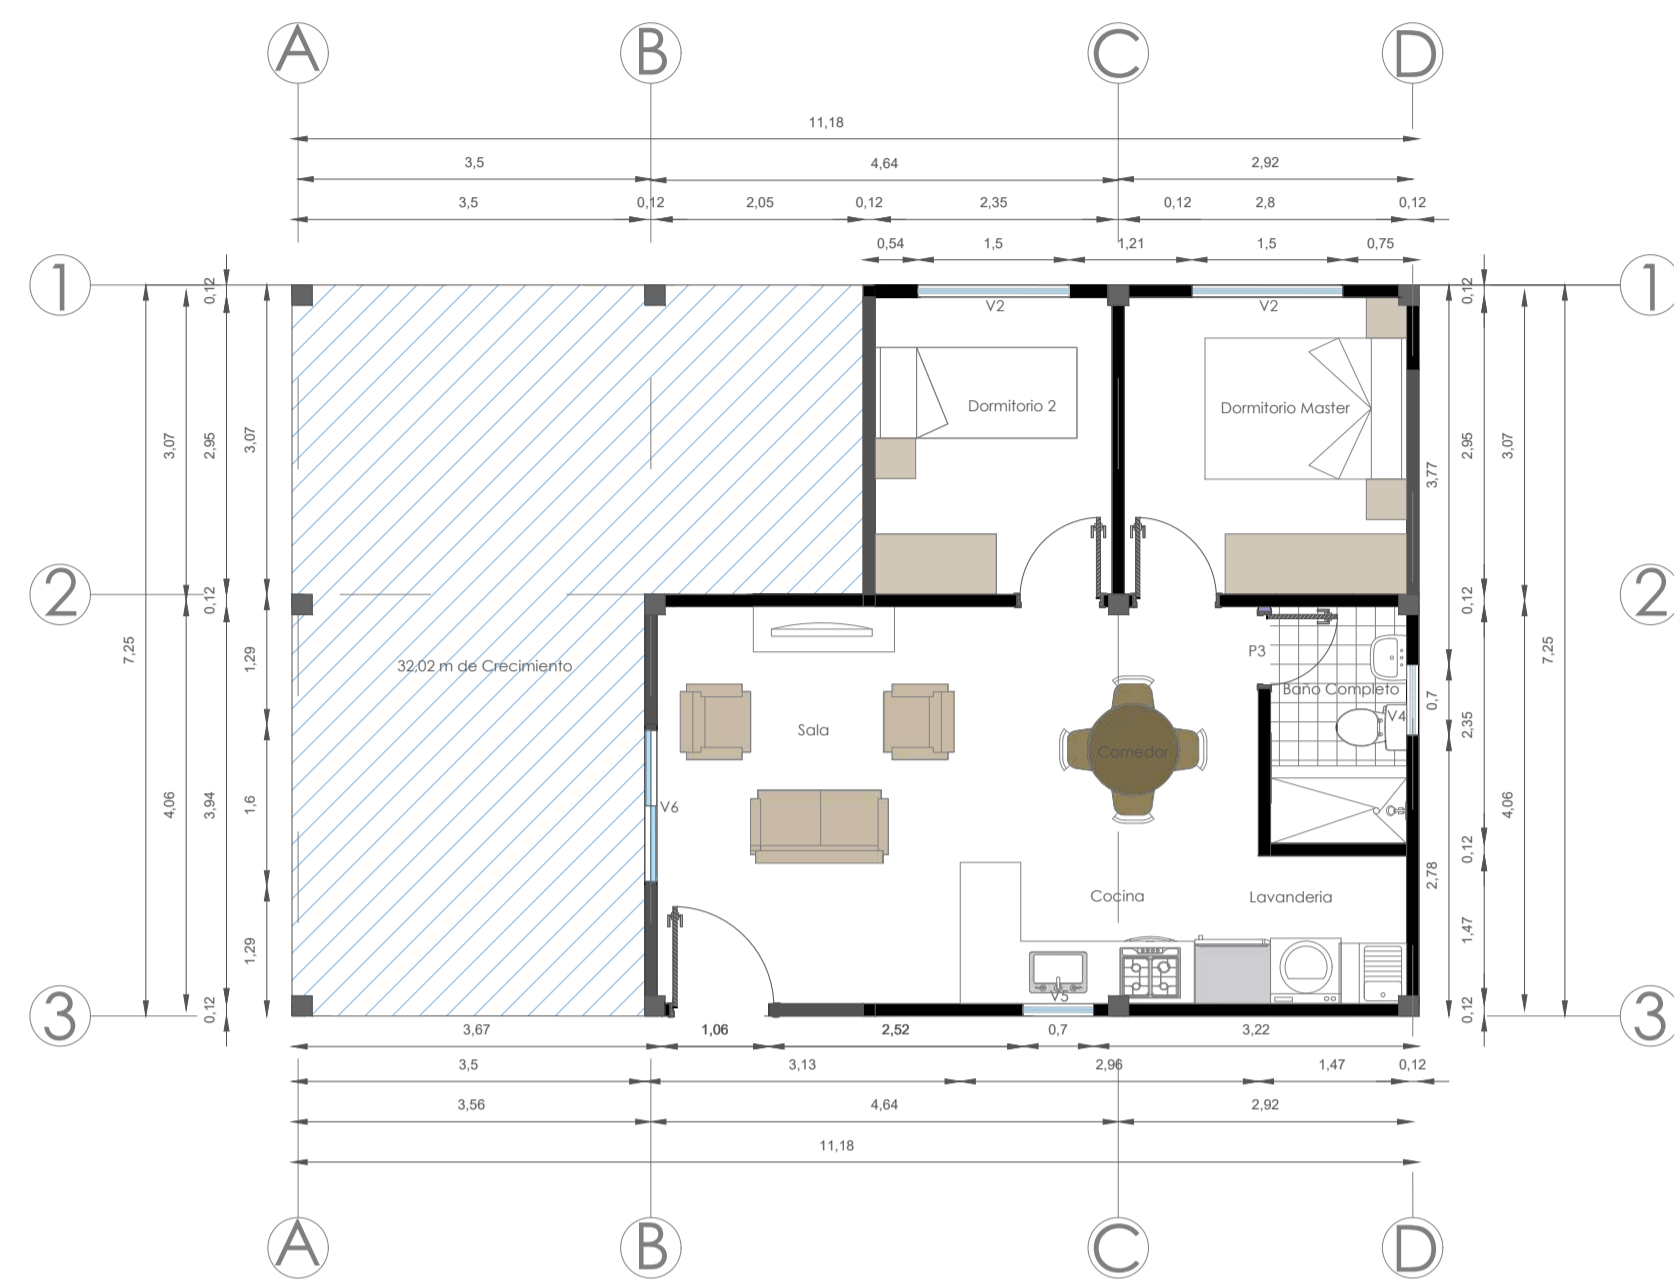 A B C D
11,18
3,5 4,64 2,92
3,5 0,12 2,05 0,12 2,35 0,12 2,8 0,12
0,54 1,5 1,21 1,5 0,75
1 1
0,12 0,12
V2 V2
Dormitorio 2 Dormitorio Master
3,07 2,95 3,07 3,77 2,95 3,07
2 2
0,12 0,12
7,25 1,29 7,25
32,02 m de Crecimiento
P3
Baño Completo
Sala
V4
0,7 2,35
Comedor
4,06 3,94 1,6 4,06
V6
0,12
2,78
Cocina Lavanderia
1,29 1,47
V5
0,12 0,12
3 3
3,67 1,06 2,52 0,7 3,22
3,5 3,13 2,96 1,47 0,12
3,56 4,64 2,92
11,18
A B C D